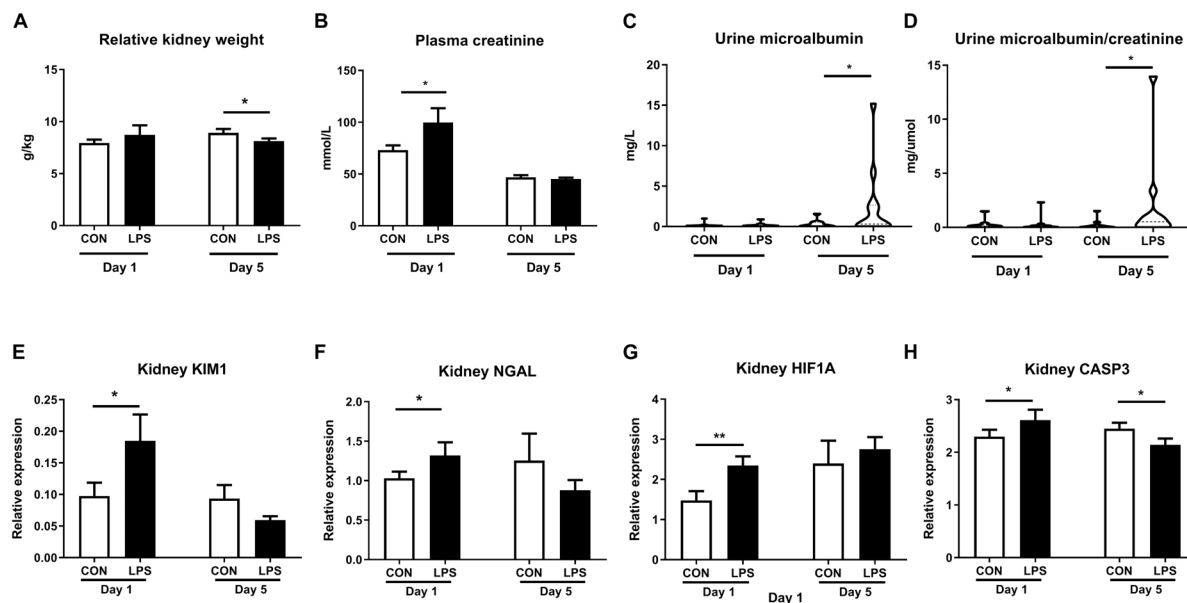 A
Relative kidney weight
g/kg
15
10
5
0
*
CON LPS CON LPS
Day 1 Day 5
B
Plasma creatinine
mmol/L
150
100
50
0
*
CON LPS CON LPS
Day 1 Day 5
C
Urine microalbumin
mg/L
20
15
10
5
0
*
CON LPS CON LPS
Day 1 Day 5
D
Urine microalbumin/creatinine
mg/umol
15
10
5
0
*
CON LPS CON LPS
Day 1 Day 5
E
Kidney KIM1
Relative expression
0.25
0.20
0.15
0.10
0.05
0.00
*
CON LPS CON LPS
Day 1 Day 5
F
Kidney NGAL
Relative expression
2.0
1.5
1.0
0.5
0.0
*
CON LPS CON LPS
Day 1 Day 5
G
Kidney HIF1A
Relative expression
4
3
2
1
0
**
CON LPS CON LPS
Day 1 Day 5
Day 1
H
Kidney CASP3
Relative expression
3
2
1
0
* *
CON LPS CON LPS
Day 1 Day 5